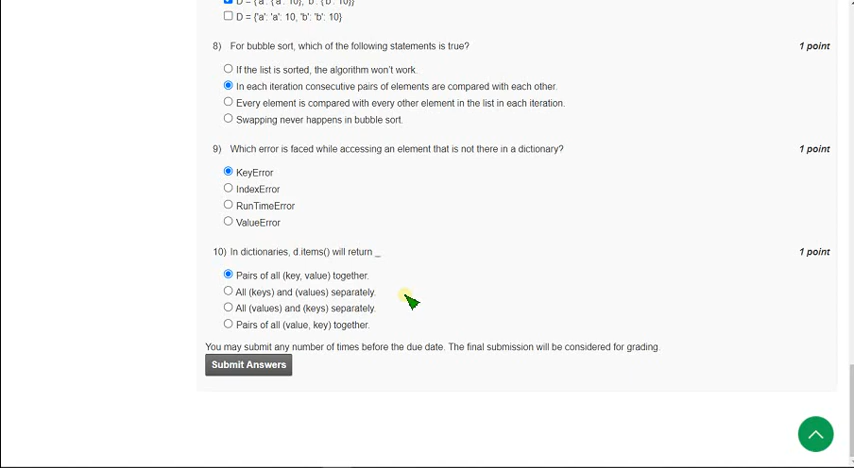 D = {'a': {'a': 10}, 'b': {'b': 10}}
D = {'a': 'a': 10, 'b': 'b': 10}
8) For bubble sort, which of the following statements is true? 1 point
If the list is sorted, the algorithm won't work.
In each iteration consecutive pairs of elements are compared with each other.
Every element is compared with every other element in the list in each iteration.
Swapping never happens in bubble sort.
9) Which error is faced while accessing an element that is not there in a dictionary? 1 point
KeyError
IndexError
RunTimeError
ValueError
10) In dictionaries, d.items() will return _ 1 point
Pairs of all (key, value) together.
All (keys) and (values) separately.
All (values) and (keys) separately.
Pairs of all (value, key) together.
You may submit any number of times before the due date. The final submission will be considered for grading.
Submit Answers